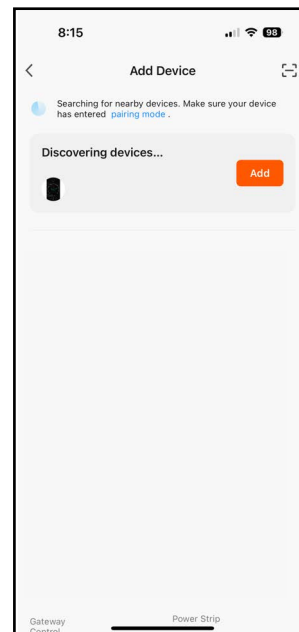 8:15
98
Add Device
Searching for nearby devices. Make sure your device
has entered pairing mode .
Discovering devices...
Add
Gateway
Control
Power Strip